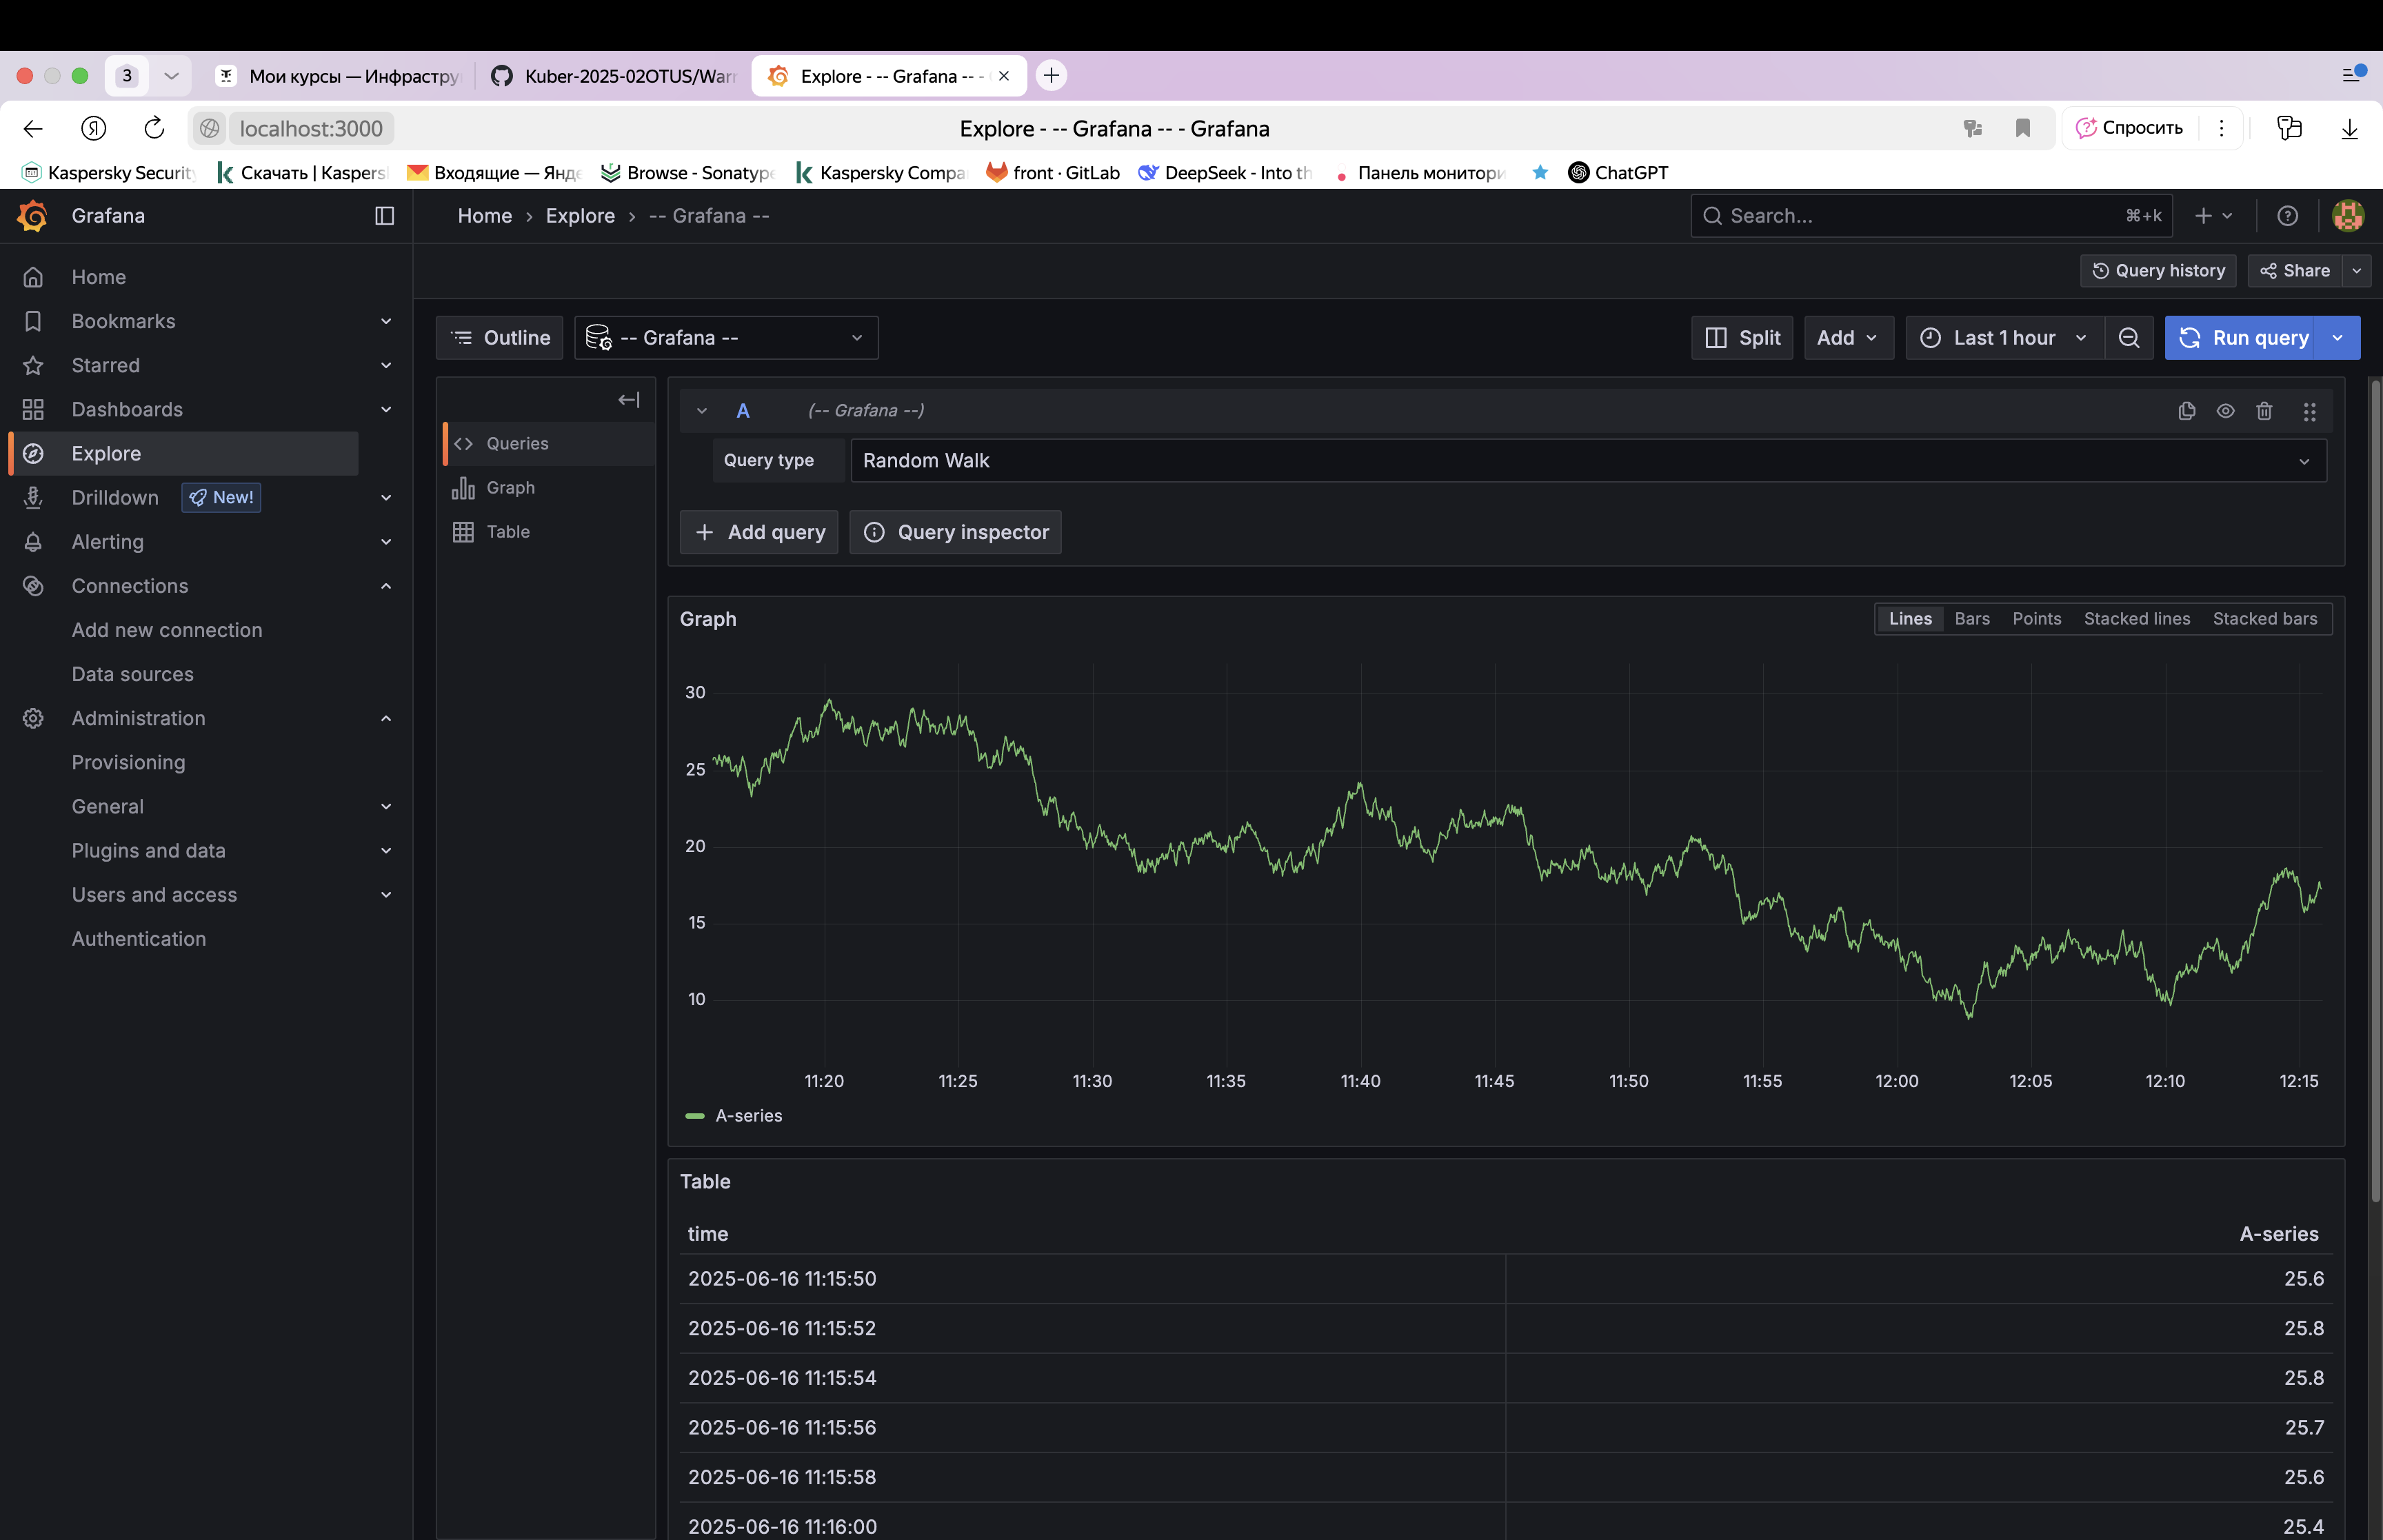 3
Мои курсы — Инфрастру
Kuber-2025-02OTUS/Warr
Explore - -- Grafana -- -
localhost:3000
Explore - -- Grafana -- - Grafana
Спросить
Kaspersky Security
Скачать | Kaspers
Входящие — Янде
Browse - Sonatype
Kaspersky Compa
front · GitLab
DeepSeek - Into th
Панель монитори
ChatGPT
Grafana
Home › Explore › -- Grafana --
Search...
⌘+k
Query history
Share
Home
Bookmarks
Starred
Dashboards
Explore
Drilldown
New!
Alerting
Connections
Add new connection
Data sources
Administration
Provisioning
General
Plugins and data
Users and access
Authentication
Outline
-- Grafana --
Split
Add
Last 1 hour
Run query
Queries
Graph
Table
A
(-- Grafana --)
Query type
Random Walk
Add query
Query inspector
Graph
Lines
Bars
Points
Stacked lines
Stacked bars
30
25
20
15
10
11:20
11:25
11:30
11:35
11:40
11:45
11:50
11:55
12:00
12:05
12:10
12:15
A-series
Table
time A-series
2025-06-16 11:15:50 25.6
2025-06-16 11:15:52 25.8
2025-06-16 11:15:54 25.8
2025-06-16 11:15:56 25.7
2025-06-16 11:15:58 25.6
2025-06-16 11:16:00 25.4